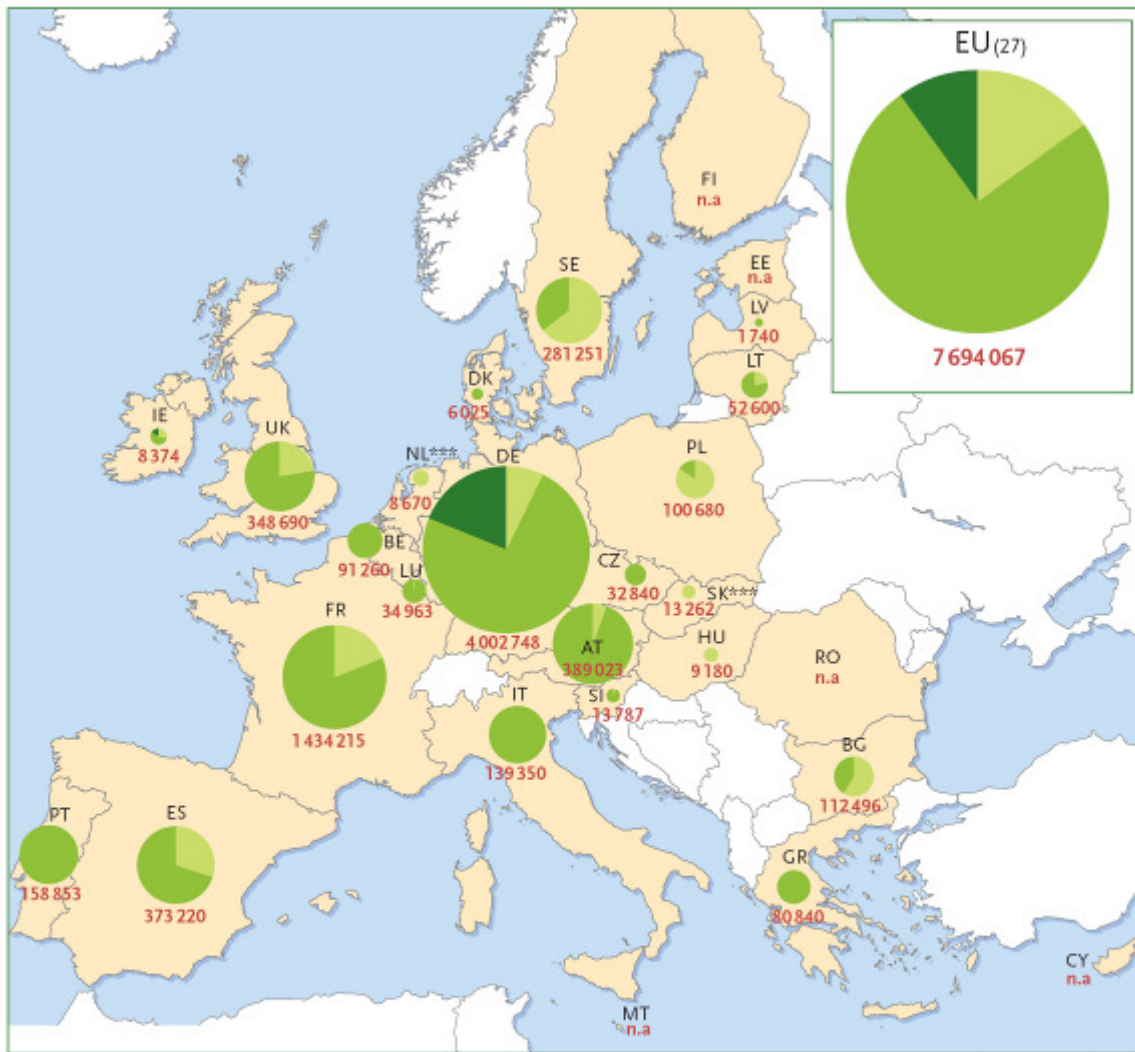 EU(27)
7 694 067
FI
n.a
SE
281 251
EE
n.a
LV
1 740
LT
52 600
DK
6 025
IE
8 374
UK
348 690
NL***
8 670
DE
4 002 748
PL
100 680
BE
91 260
LU
34 963
CZ
32 840
SK***
13 262
FR
1 434 215
AT
389 023
HU
9 180
RO
n.a
SI
13 787
IT
139 350
BG
112 496
PT
158 853
ES
373 220
GR
80 840
CY
n.a
MT
n.a